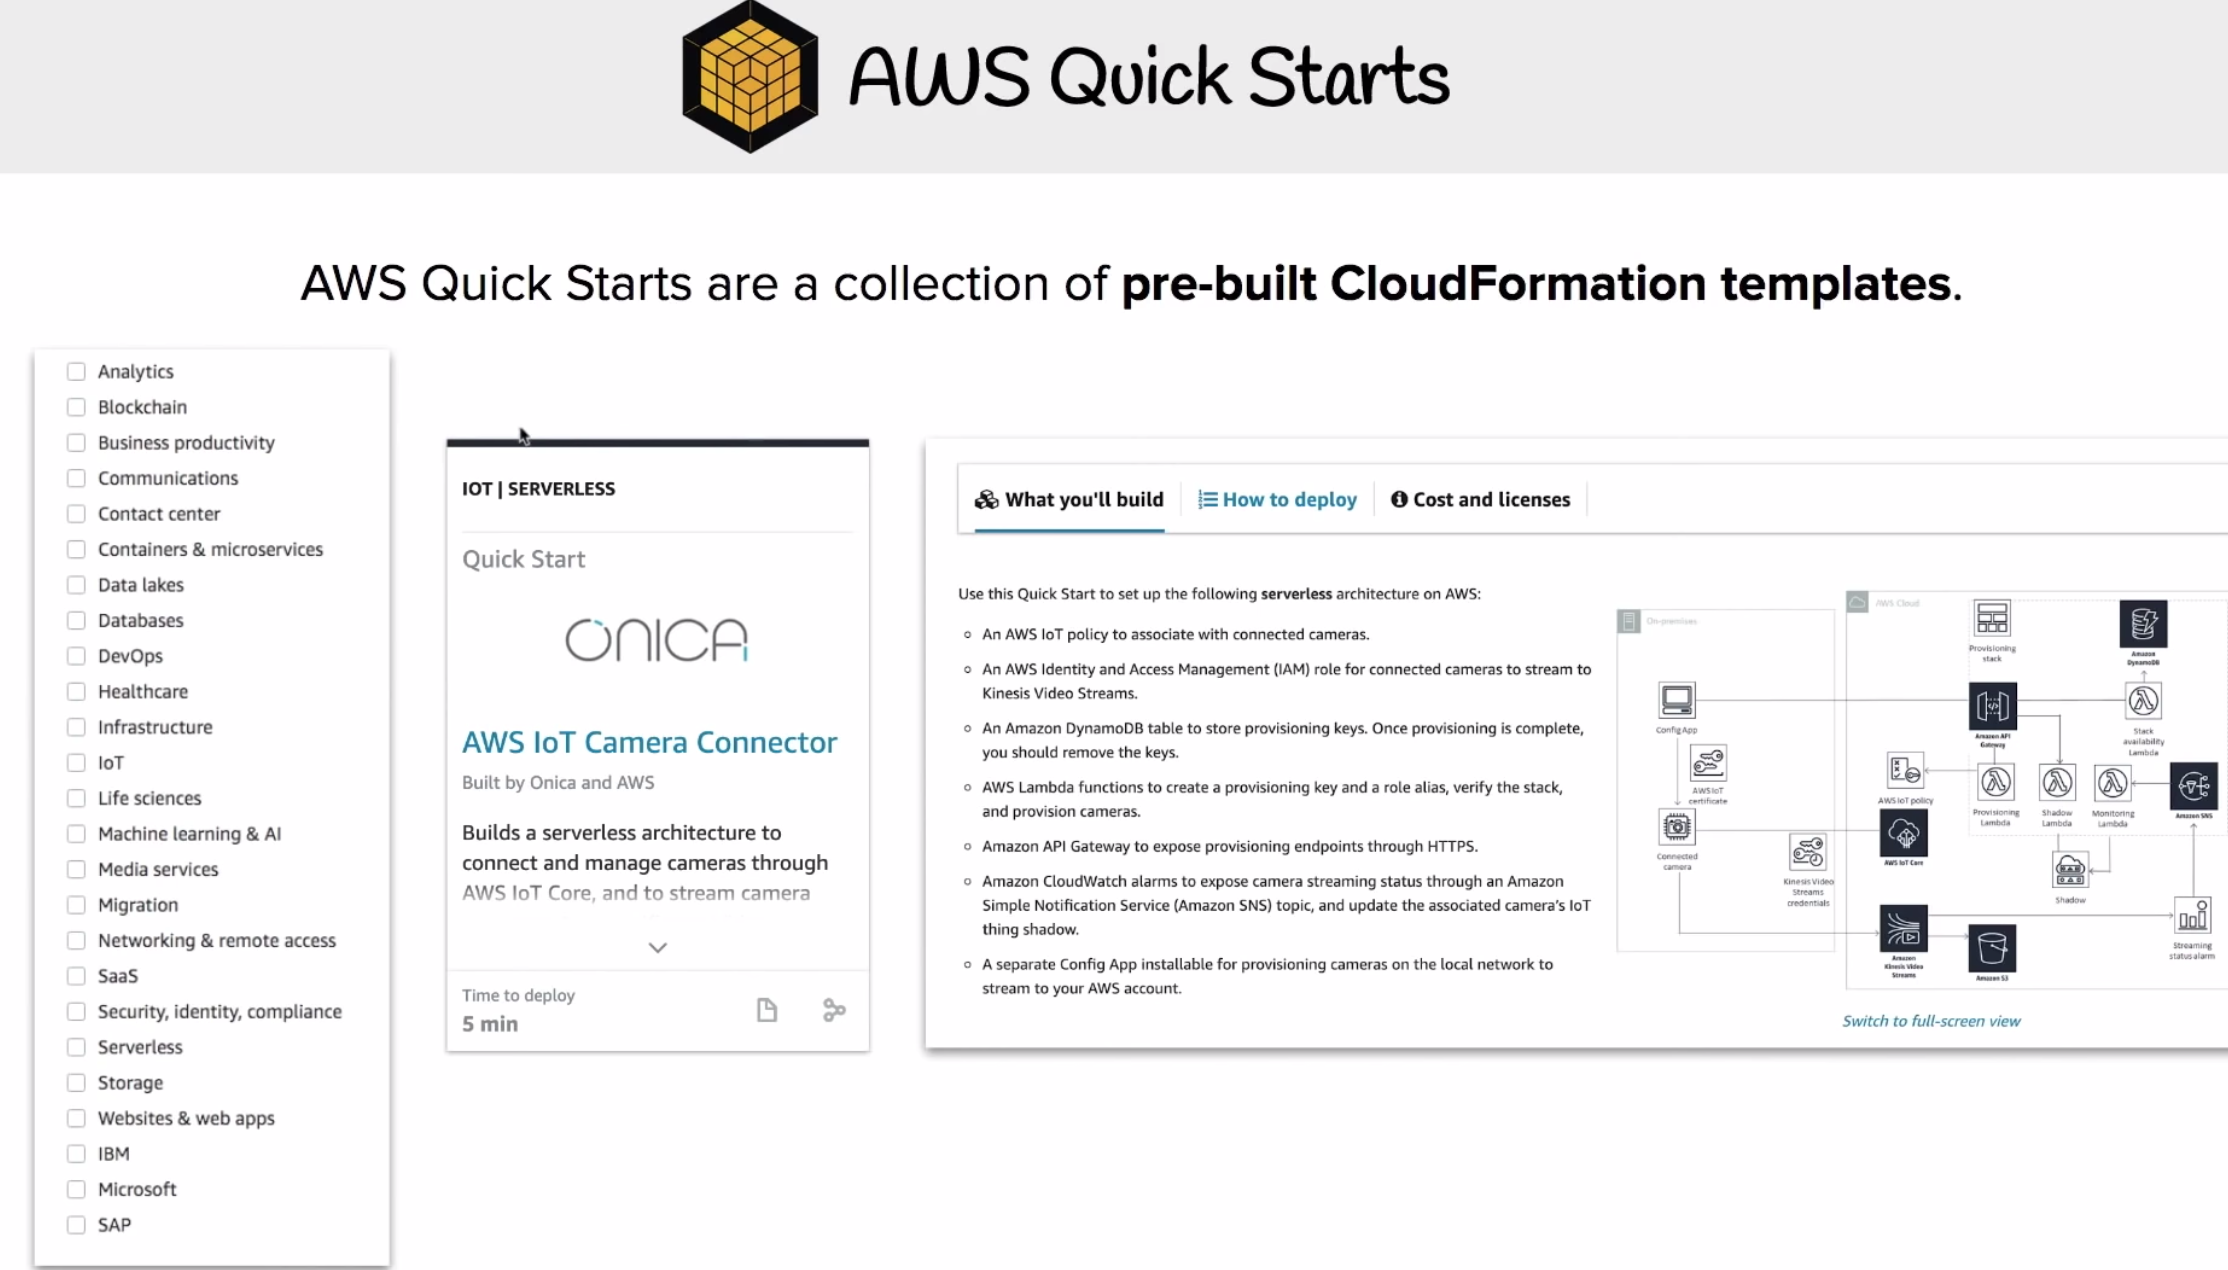 AWS Quick Starts
AWS Quick Starts are a collection of pre-built CloudFormation templates.
Analytics
Blockchain
Business productivity
Communications
Contact center
Containers & microservices
Data lakes
Databases
DevOps
Healthcare
Infrastructure
IoT
Life sciences
Machine learning & AI
Media services
Migration
Networking & remote access
SaaS
Security, identity, compliance
Serverless
Storage
Websites & web apps
IBM
Microsoft
SAP
IOT | SERVERLESS
Quick Start
ONICA
AWS IoT Camera Connector
Built by Onica and AWS
Builds a serverless architecture to
connect and manage cameras through
AWS IoT Core, and to stream camera
Time to deploy
5 min
What you'll build
How to deploy
Cost and licenses
Use this Quick Start to set up the following serverless architecture on AWS:
An AWS IoT policy to associate with connected cameras.
An AWS Identity and Access Management (IAM) role for connected cameras to stream to
Kinesis Video Streams.
An Amazon DynamoDB table to store provisioning keys. Once provisioning is complete,
you should remove the keys.
AWS Lambda functions to create a provisioning key and a role alias, verify the stack,
and provision cameras.
Amazon API Gateway to expose provisioning endpoints through HTTPS.
Amazon CloudWatch alarms to expose camera streaming status through an Amazon
Simple Notification Service (Amazon SNS) topic, and update the associated camera's IoT
thing shadow.
A separate Config App installable for provisioning cameras on the local network to
stream to your AWS account.
On-premises
AWS Cloud
Provisioning
stack
Amazon
DynamoDB
Config App
Amazon API
Gateway
Stack
availability
Lambda
AWS IoT
certificate
AWS IoT policy
Provisioning
Lambda
Shadow
Lambda
Monitoring
Lambda
Amazon SNS
Connected
camera
AWS IoT Core
Kinesis Video
Streams
credentials
Shadow
Amazon
Kinesis Video
Streams
Amazon S3
Streaming
status alarm
Switch to full-screen view